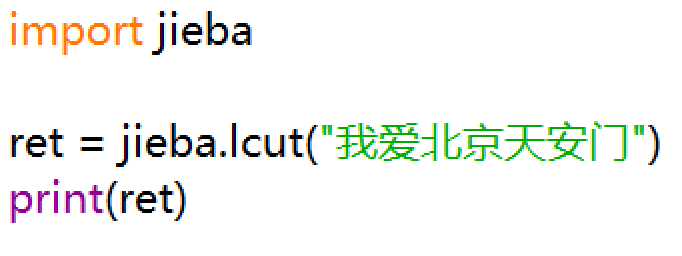 import jieba
ret = jieba.lcut("我爱北京天安门")
print(ret)